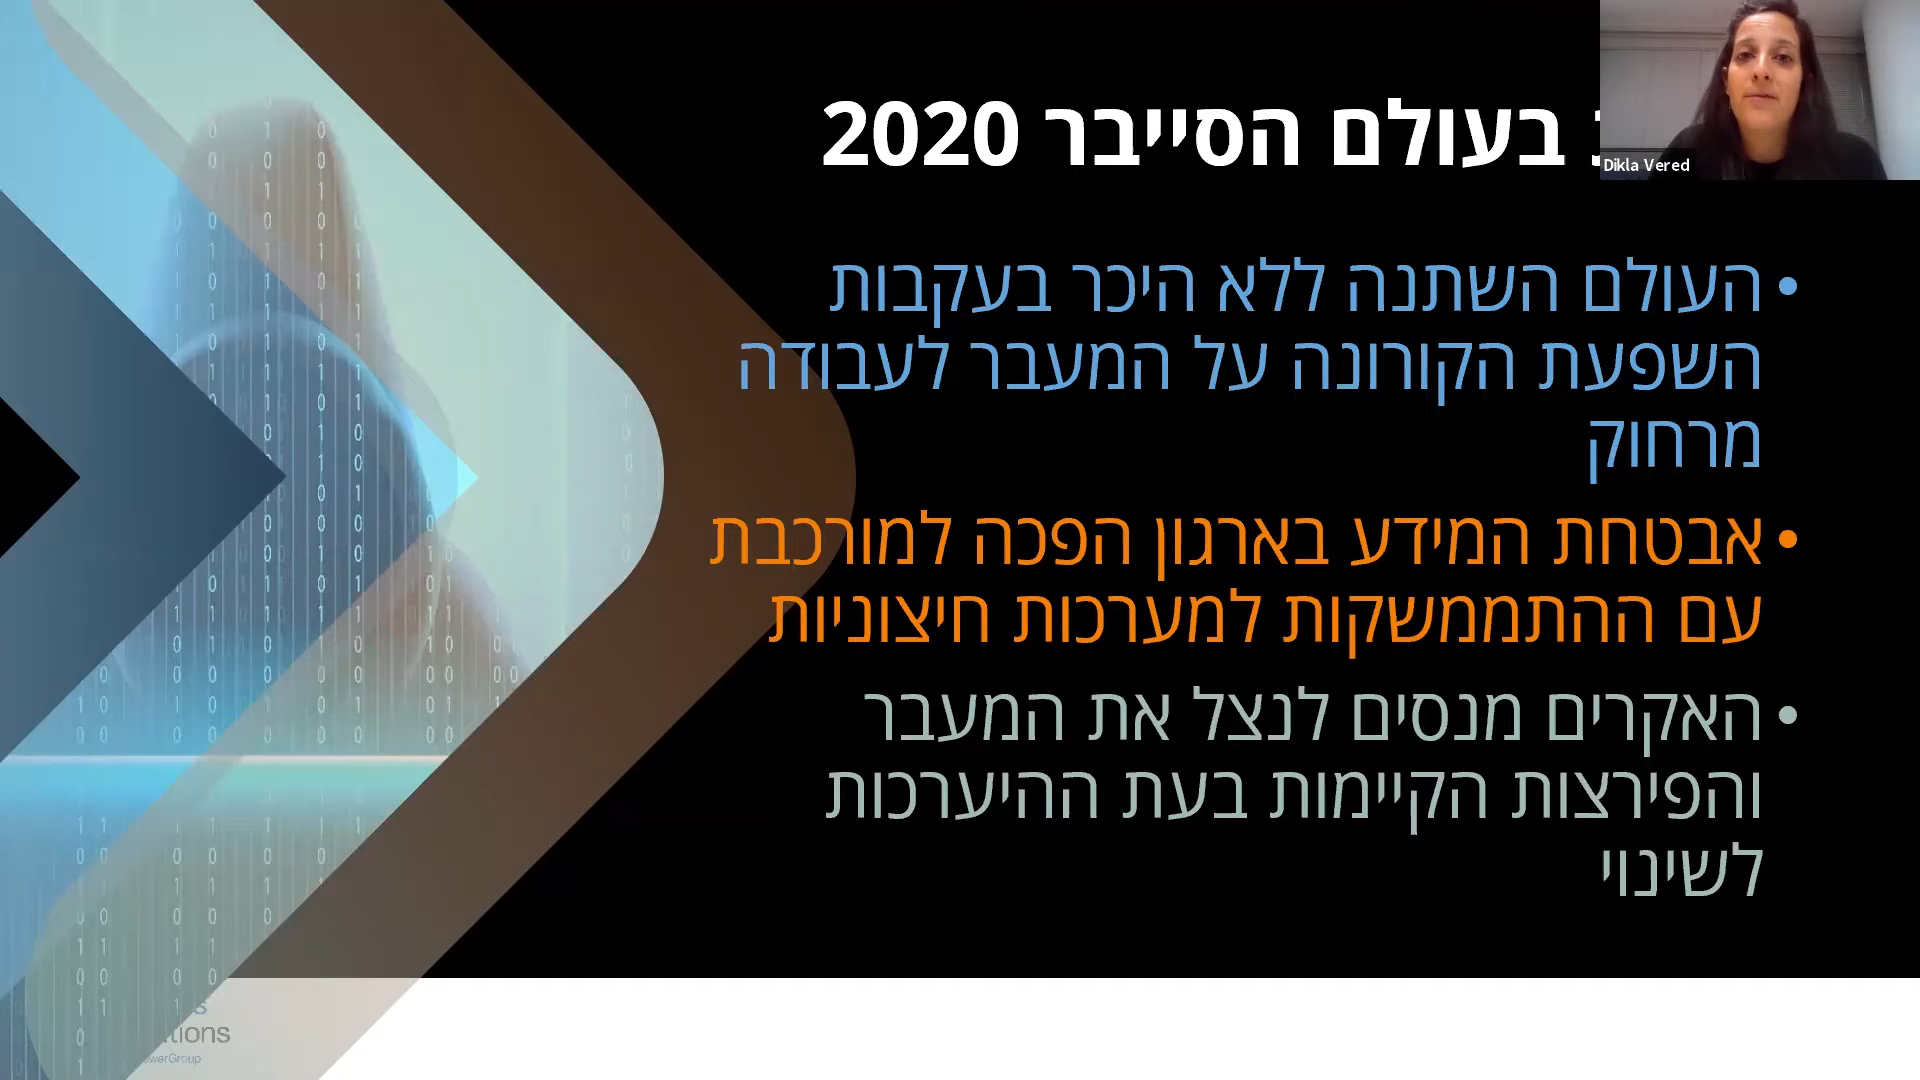 בעולם הסייבר 2020
Dikla Vered
• העולם השתנה ללא היכר בעקבות
השפעת הקורונה על המעבר לעבודה
מרחוק
• אבטחת המידע בארגון הפכה למורכבת
עם ההתממשקות למערכות חיצוניות
• האקרים מנסים לנצל את המעבר
והפירצות הקיימות בעת ההיערכות
לשינוי